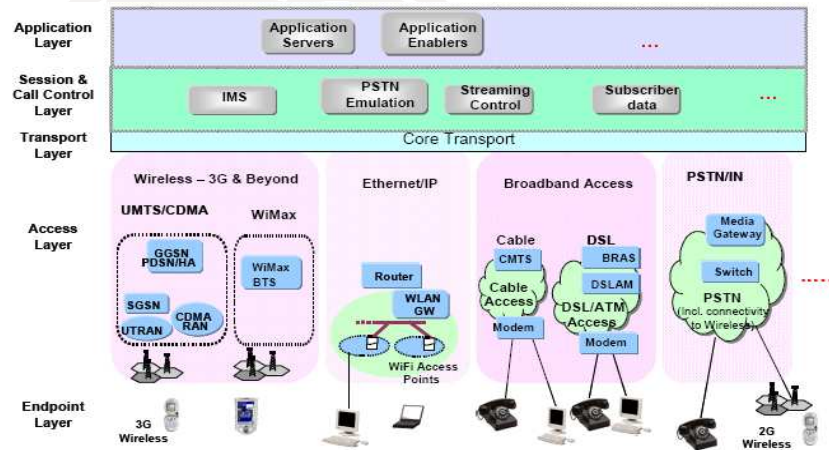 Application
Layer
Application
Servers
Application
Enablers
...
Session &
Call Control
Layer
IMS
PSTN
Emulation
Streaming
Control
Subscriber
data
...
Transport
Layer
Core Transport
Access
Layer
Wireless – 3G & Beyond
UMTS/CDMA
WiMax
GGSN
PDSN/HA
SGSN
UTRAN
CDMA
RAN
WiMax
BTS
Ethernet/IP
Router
WLAN
GW
WiFi Access
Points
Broadband Access
Cable
CMTS
Cable
Access
Modem
DSL
BRAS
DSLAM
DSL/ATM
Access
Modem
PSTN/IN
Media
Gateway
Switch
PSTN
(Incl. connectivity
to Wireless)
.....
Endpoint
Layer
3G
Wireless
2G
Wireless